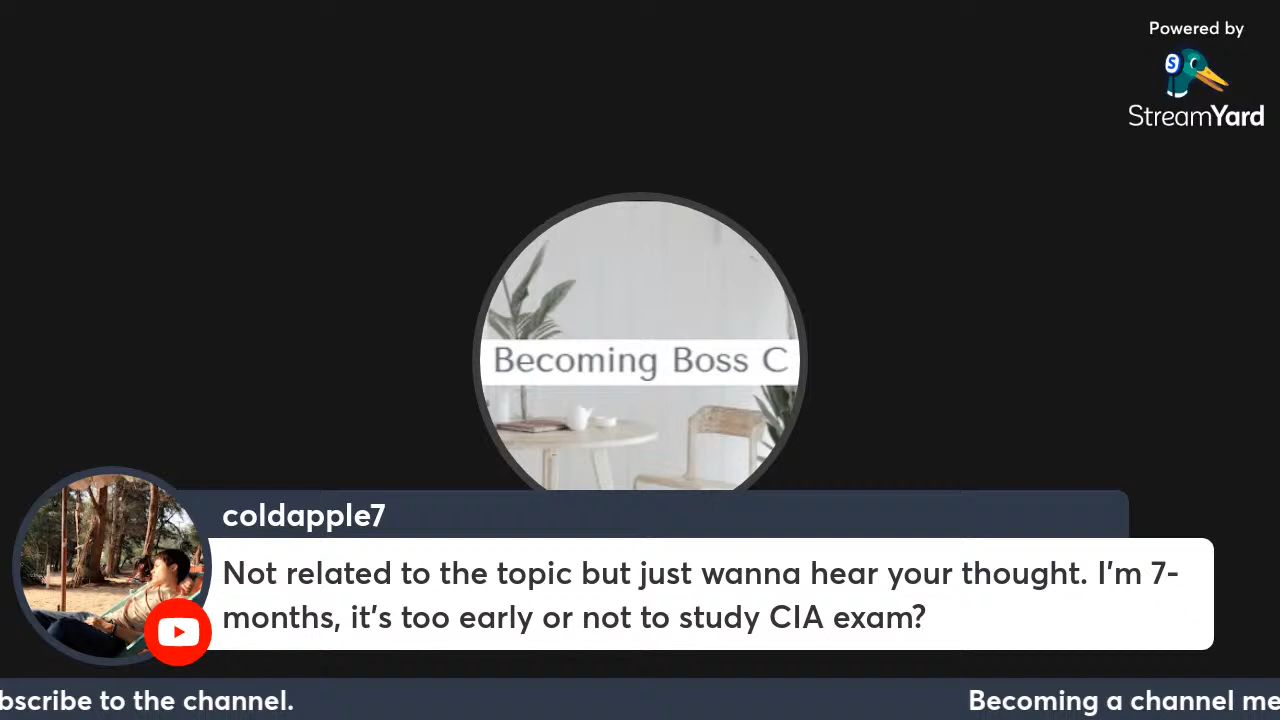 Powered by
StreamYard
Becoming Boss C
coldapple7
Not related to the topic but just wanna hear your thought. I'm 7-
months, it's too early or not to study CIA exam?
bscribe to the channel.
Becoming a channel me